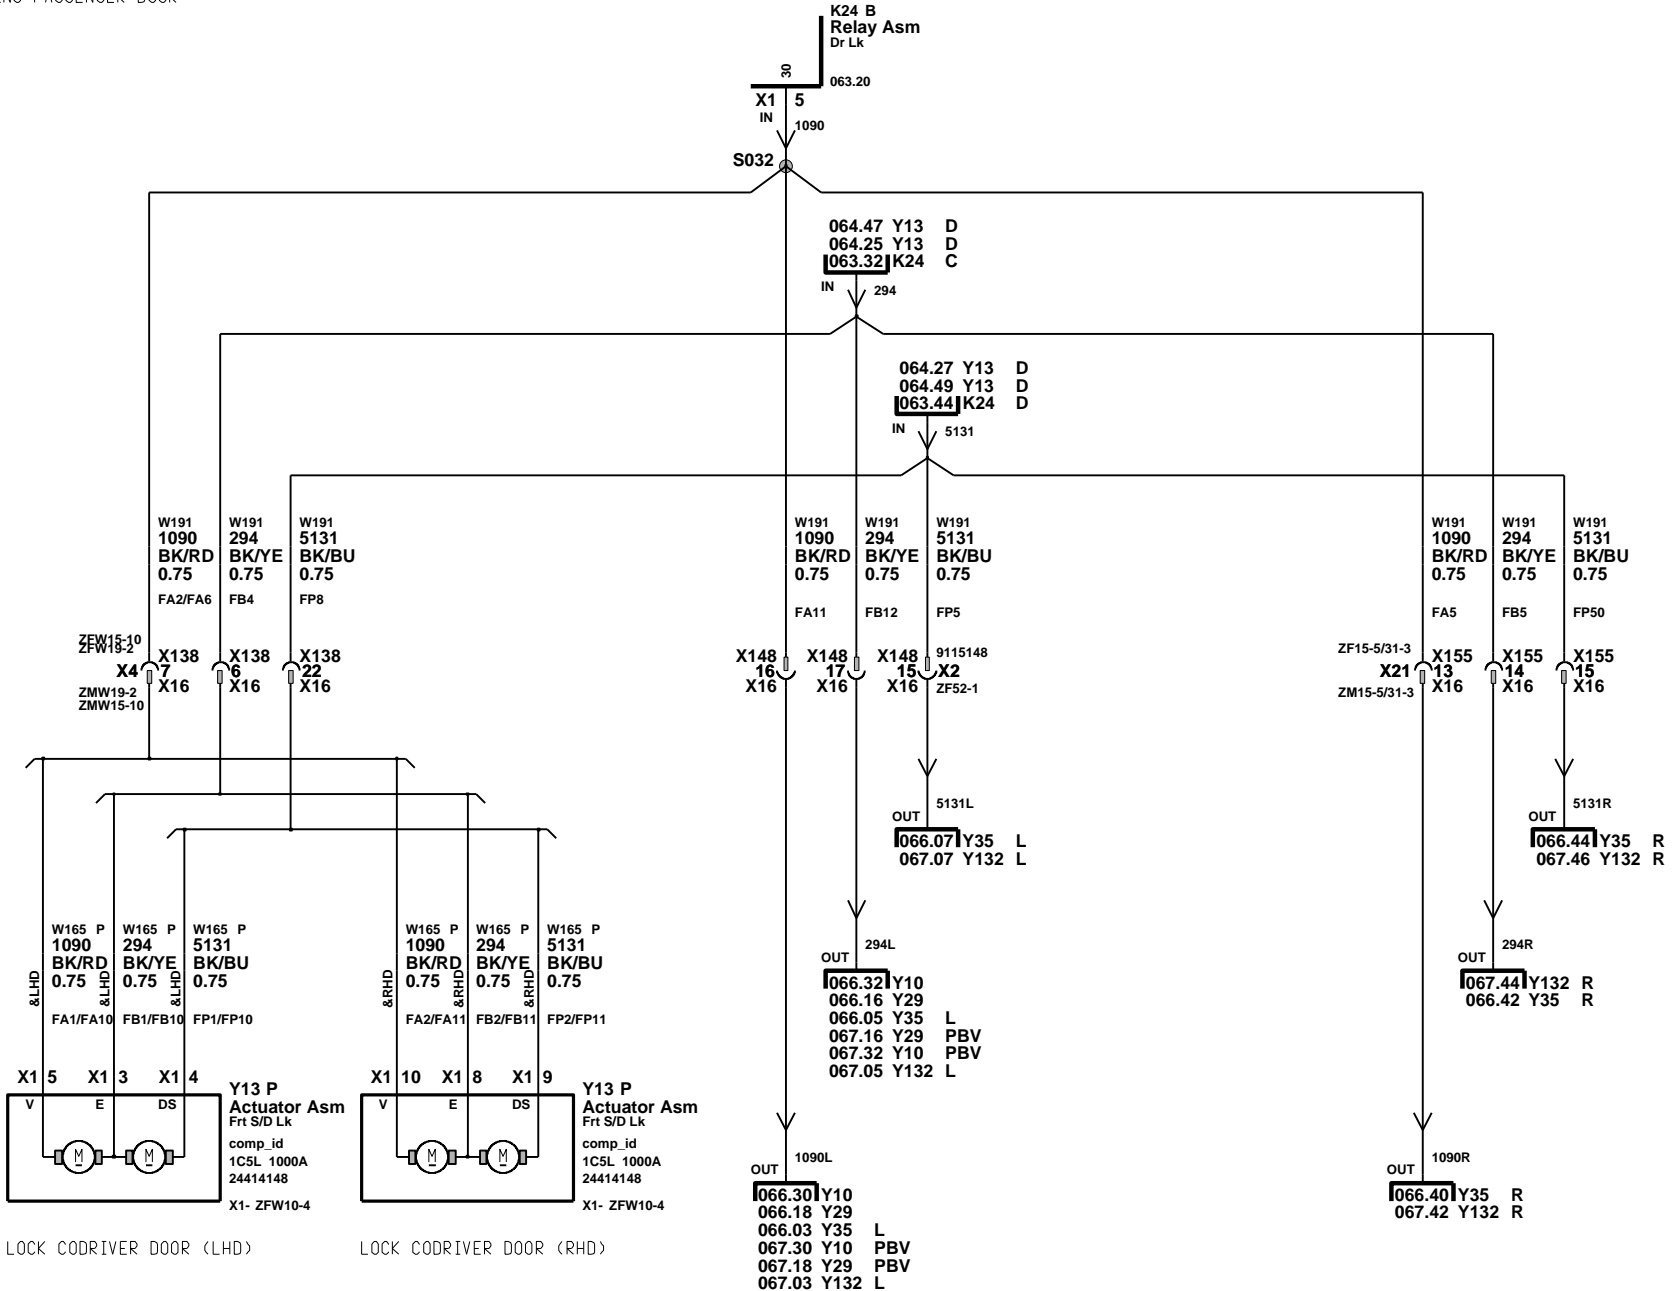 K24 B
Relay Asm
Dr Lk
30
063.20
X1 5
IN
1090
S032
064.47 Y13 D
064.25 Y13 D
063.32 K24 C
IN 294
064.27 Y13 D
064.49 Y13 D
063.44 K24 D
IN 5131
W191 W191 W191 W191 W191 W191 W191 W191 W191
1090 294 5131 1090 294 5131 1090 294 5131
BK/RD BK/YE BK/BU BK/RD BK/YE BK/BU BK/RD BK/YE BK/BU
0.75 0.75 0.75 0.75 0.75 0.75 0.75 0.75 0.75
FA2/FA6 FB4 FP8 FA11 FB12 FP5 FA5 FB5 FP50
ZFW15-10
ZFW19-2
X138 X138 X138 X148 X148 X148 9115148 ZF15-5/31-3 X155 X155 X155
X4 7 6 22 16 17 15 X2 X21 13 14 15
X16 X16 X16 X16 X16 X16 ZF52-1 ZM15-5/31-3 X16 X16 X16
ZMW19-2
ZMW15-10
5131L 5131R
OUT OUT
066.07 Y35 L 066.44 Y35 R
067.07 Y132 L 067.46 Y132 R
W165 P W165 P W165 P W165 P W165 P W165 P
1090 294 5131 1090 294 5131
BK/RD BK/YE BK/BU BK/RD BK/YE BK/BU
0.75 0.75 0.75 0.75 0.75 0.75
&LHD &LHD &LHD &RHD &RHD &RHD
FA1/FA10 FB1/FB10 FP1/FP10 FA2/FA11 FB2/FB11 FP2/FP11
294L 294R
OUT OUT
066.32 Y10 067.44 Y132 R
066.16 Y29 066.42 Y35 R
066.05 Y35 L
067.16 Y29 PBV
067.32 Y10 PBV
067.05 Y132 L
X1 5 X1 3 X1 4 X1 10 X1 8 X1 9
V E DS V E DS
Y13 P
Actuator Asm
Frt S/D Lk
comp_id
1C5L 1000A
24414148
X1- ZFW10-4
M M
Y13 P
Actuator Asm
Frt S/D Lk
comp_id
1C5L 1000A
24414148
X1- ZFW10-4
M M
LOCK CODRIVER DOOR (LHD)
LOCK CODRIVER DOOR (RHD)
1090L 1090R
OUT OUT
066.30 Y10 066.40 Y35 R
066.18 Y29 067.42 Y132 R
066.03 Y35 L
067.30 Y10 PBV
067.18 Y29 PBV
067.03 Y132 L